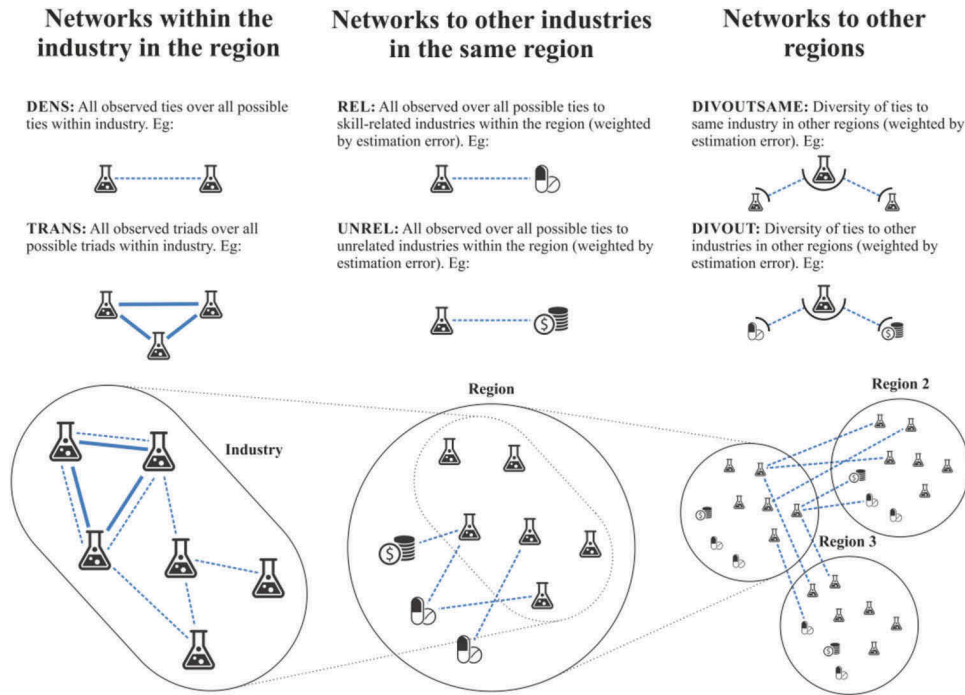 Networks within the
industry in the region
DENS: All observed ties over all possible
ties within industry. Eg:
TRANS: All observed triads over all
possible triads within industry. Eg:
Networks to other industries
in the same region
REL: All observed over all possible ties to
skill-related industries within the region (weighted
by estimation error). Eg:
UNREL: All observed over all possible ties to
unrelated industries within the region (weighted by
estimation error). Eg:
Networks to other
regions
DIVOUTSAME: Diversity of ties to
same industry in other regions (weighted by
estimation error). Eg:
DIVOUT: Diversity of ties to other
industries in other regions (weighted by
estimation error). Eg:
Industry
Region
Region 2
Region 3